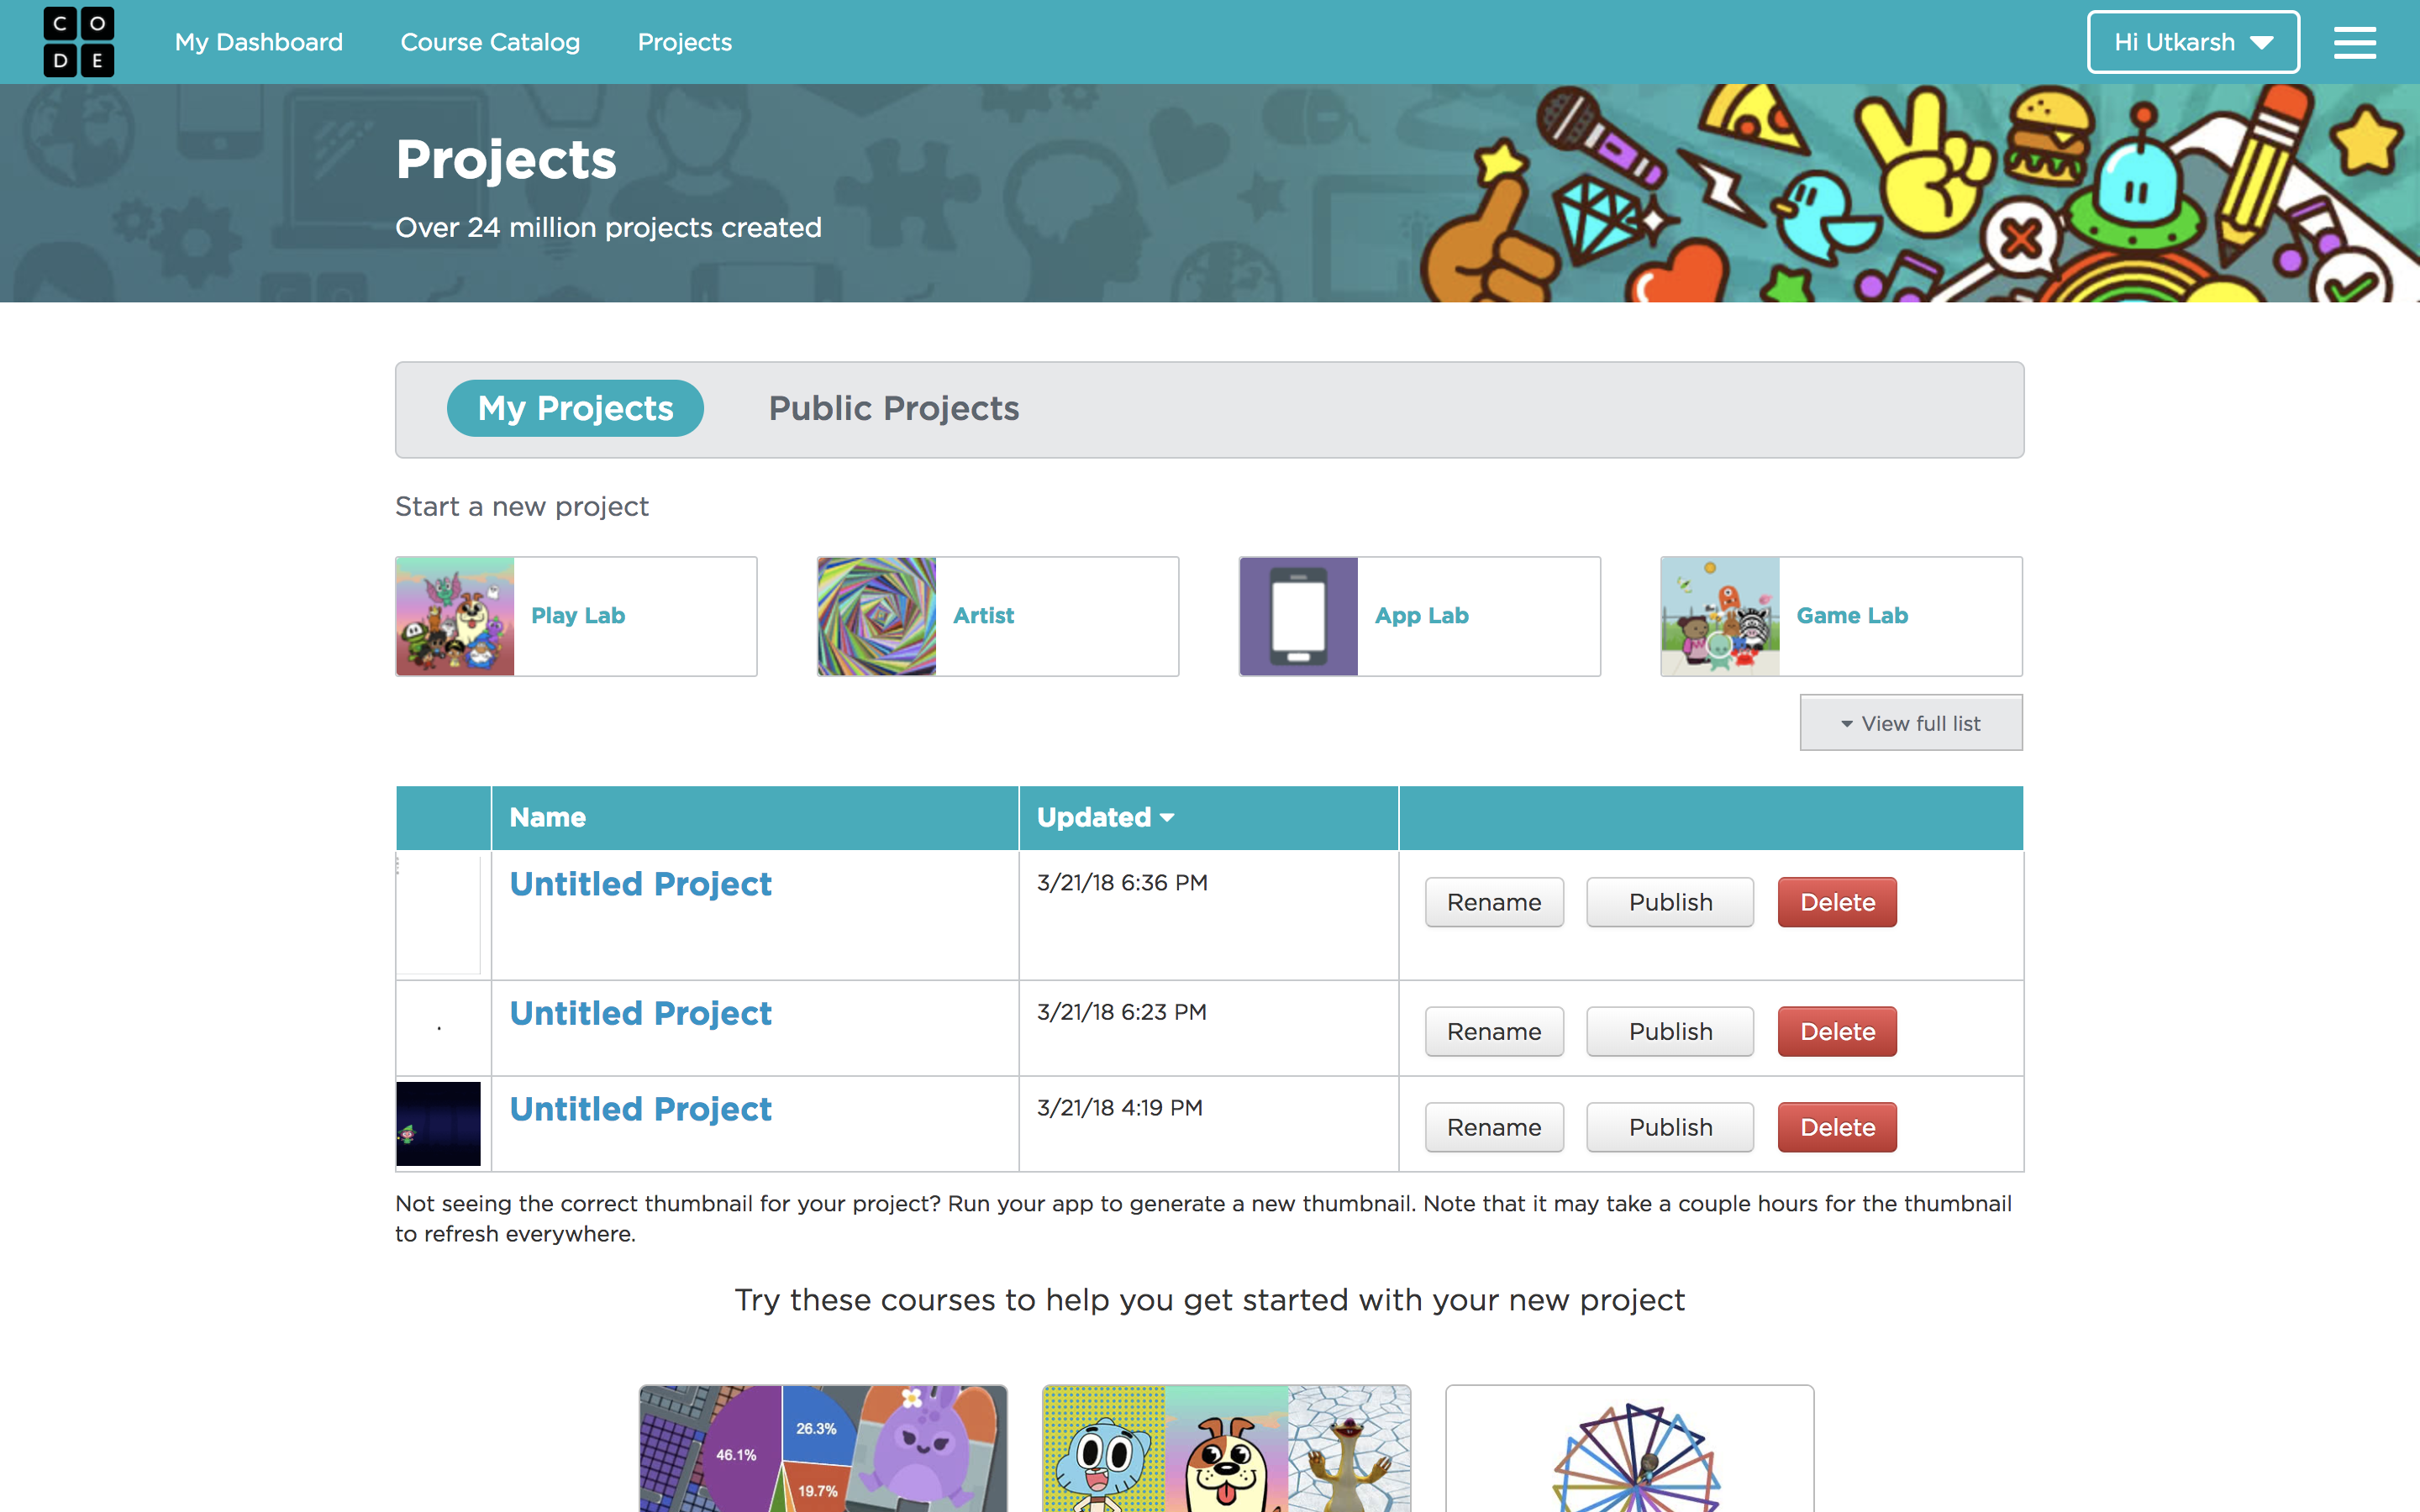 C O
D E
My Dashboard
Course Catalog
Projects
Hi Utkarsh
Projects
Over 24 million projects created
My Projects
Public Projects
Start a new project
Play Lab
Artist
App Lab
Game Lab
View full list
Name
Updated
Untitled Project
3/21/18 6:36 PM
Rename
Publish
Delete
Untitled Project
3/21/18 6:23 PM
Rename
Publish
Delete
Untitled Project
3/21/18 4:19 PM
Rename
Publish
Delete
Not seeing the correct thumbnail for your project? Run your app to generate a new thumbnail. Note that it may take a couple hours for the thumbnail
to refresh everywhere.
Try these courses to help you get started with your new project
26.3%
46.1%
19.7%